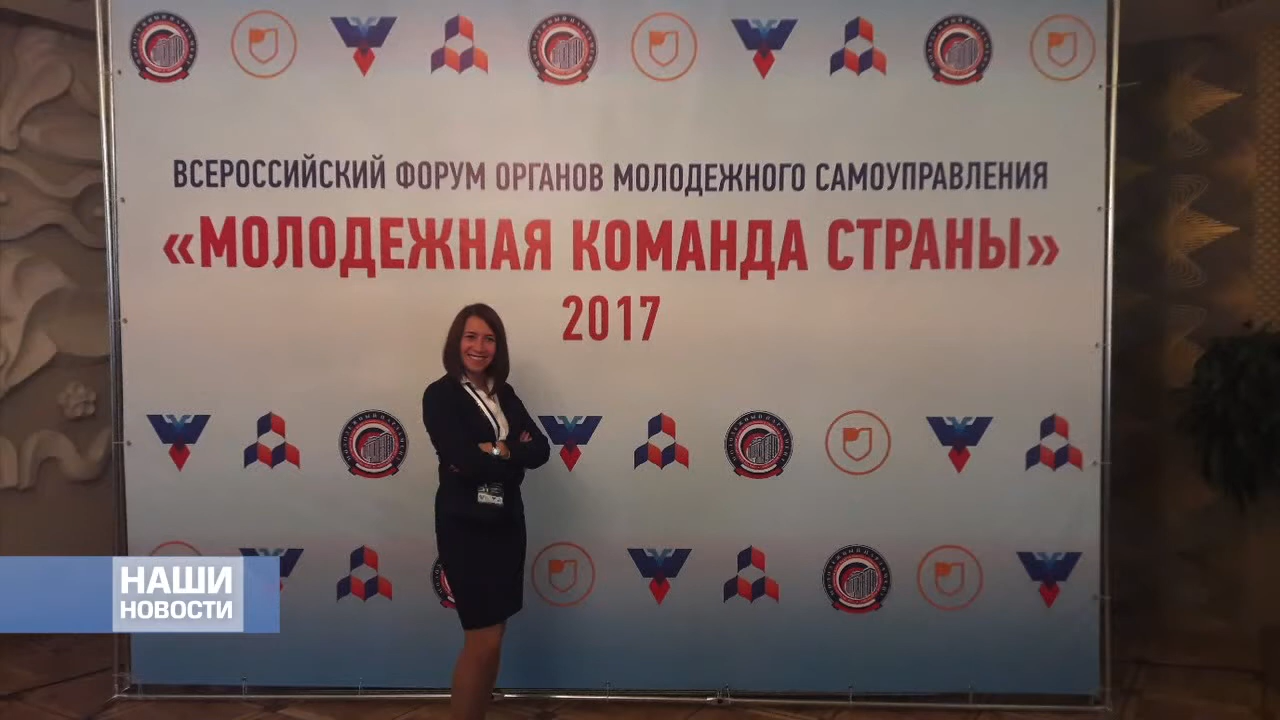 ВСЕРОССИЙСКИЙ ФОРУМ ОРГАНОВ МОЛОДЕЖНОГО САМОУПРАВЛЕНИЯ
«МОЛОДЕЖНАЯ КОМАНДА СТРАНЫ»
2017
НАШИ
НОВОСТИ